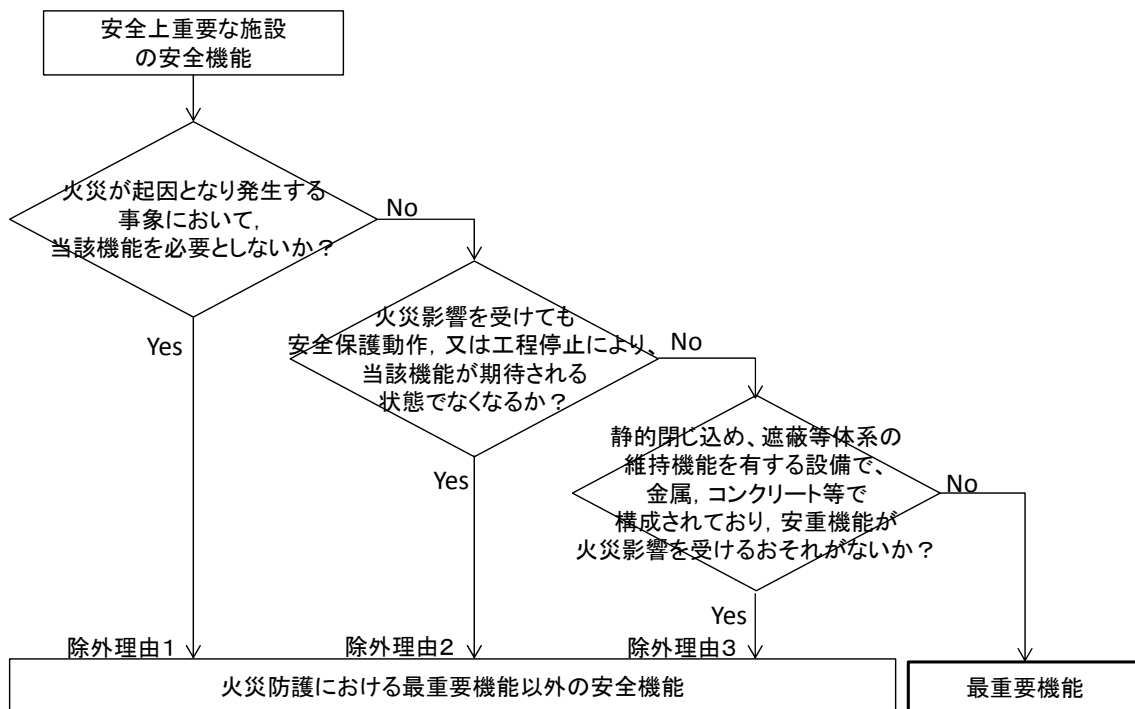 安全上重要な施設
の安全機能
火災が起因となり発生する
事象において,
当該機能を必要としないか？
No
Yes
火災影響を受けても
安全保護動作, 又は工程停止により、
当該機能が期待される
状態でなくなるか？
No
Yes
静的閉じ込め、遮蔽等体系の
維持機能を有する設備で、
金属, コンクリート等で
構成されており, 安重機能が
火災影響を受けるおそれがないか？
No
Yes
除外理由１
除外理由２
除外理由３
火災防護における最重要機能以外の安全機能
最重要機能